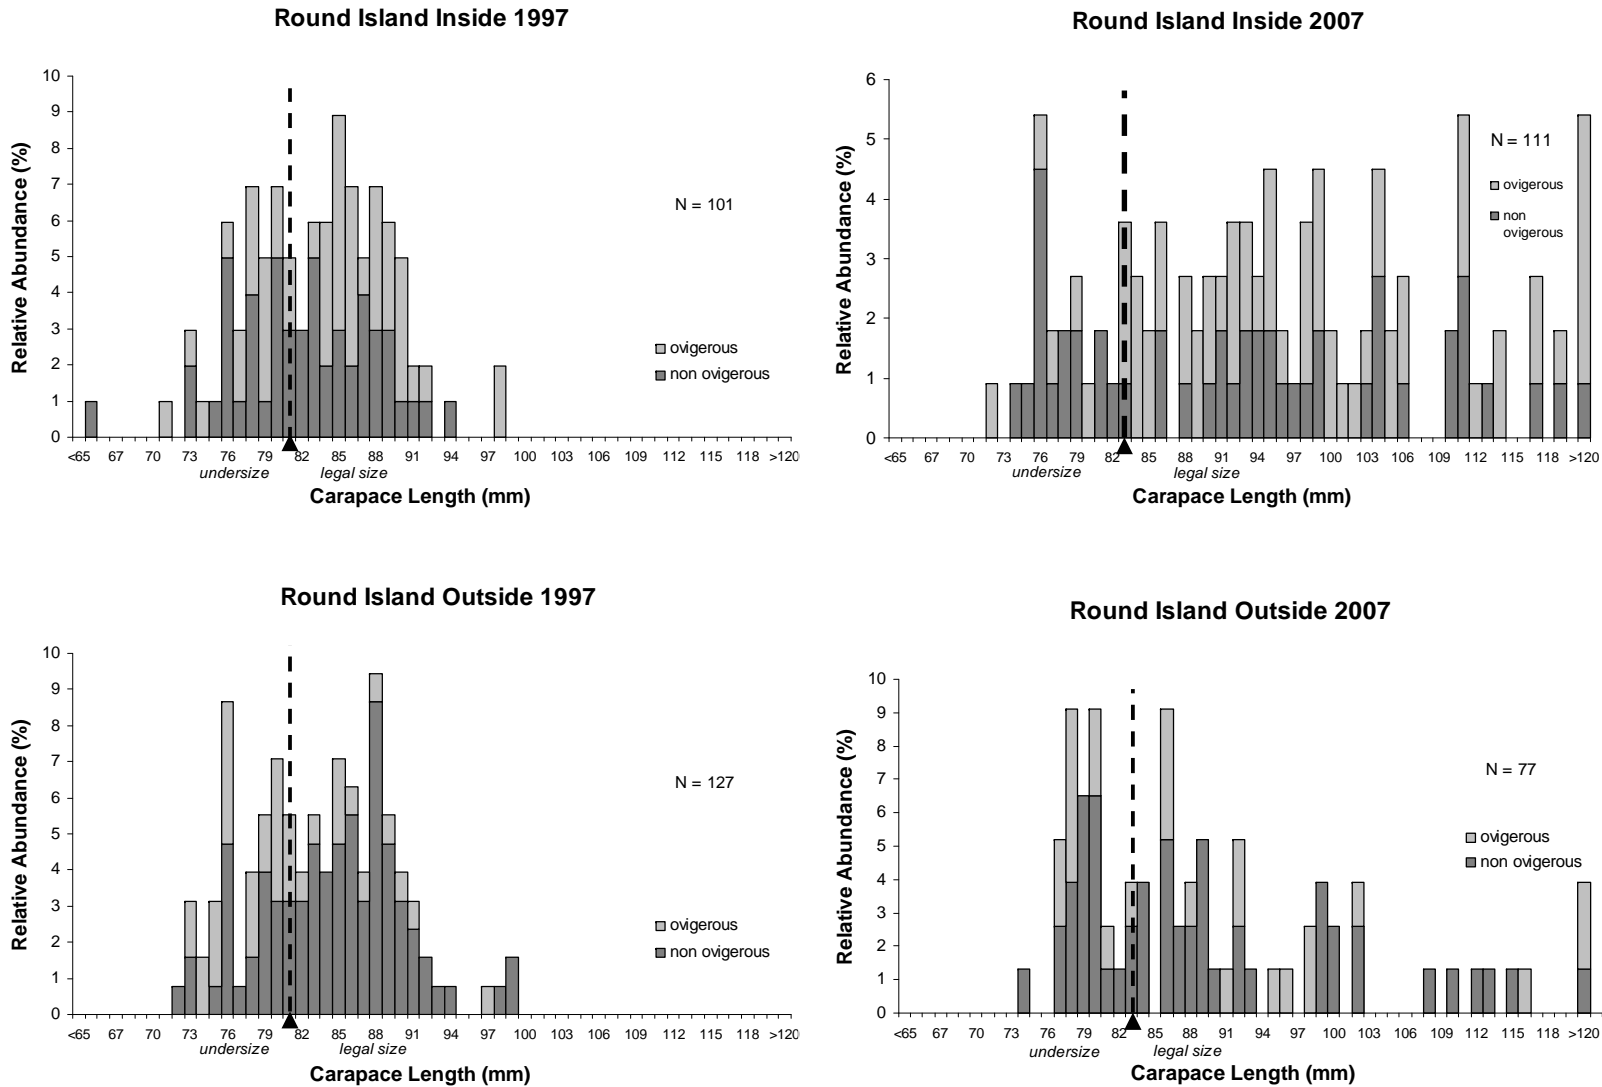 Round Island Inside 1997
10
9
8
7
6
5
4
3
2
1
0
Relative Abundance (%)
N = 101
ovigerous
non ovigerous
<65 67 70 73 76 79 82 85 88 91 94 97 100 103 106 109 112 115 118 >120
undersize legal size
Carapace Length (mm)
Round Island Inside 2007
6
5
4
3
2
1
0
Relative Abundance (%)
N = 111
ovigerous
non
ovigerous
<65 67 70 73 76 79 82 85 88 91 94 97 100 103 106 109 112 115 118 >120
undersize legal size
Carapace Length (mm)
Round Island Outside 1997
10
9
8
7
6
5
4
3
2
1
0
Relative Abundance (%)
N = 127
ovigerous
non ovigerous
<65 67 70 73 76 79 82 85 88 91 94 97 100 103 106 109 112 115 118 >120
undersize legal size
Carapace Length (mm)
Round Island Outside 2007
10
9
8
7
6
5
4
3
2
1
0
Relative Abundance (%)
N = 77
ovigerous
non ovigerous
<65 67 70 73 76 79 82 85 88 91 94 97 100 103 106 109 112 115 118 >120
undersize legal size
Carapace Length (mm)